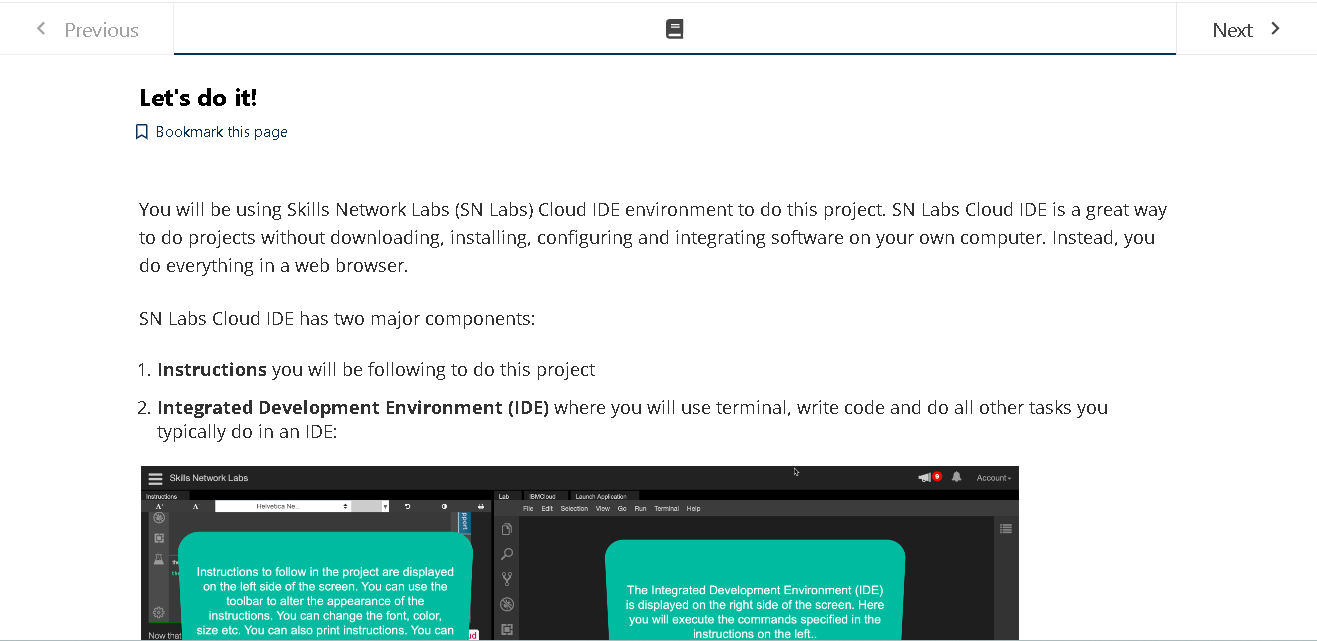 Previous
Next
Let's do it!
Bookmark this page
You will be using Skills Network Labs (SN Labs) Cloud IDE environment to do this project. SN Labs Cloud IDE is a great way
to do projects without downloading, installing, configuring and integrating software on your own computer. Instead, you
do everything in a web browser.
SN Labs Cloud IDE has two major components:
1. Instructions you will be following to do this project
2. Integrated Development Environment (IDE) where you will use terminal, write code and do all other tasks you
typically do in an IDE:
Skills Network Labs
9
Account
Instructions
Lab IBMCloud Launch Application
A+ A Helvetica Ne...
File Edit Selection View Go Run Terminal Help
Instructions to follow in the project are displayed
on the left side of the screen. You can use the
toolbar to alter the appearance of the
instructions. You can change the font, color,
size etc. You can also print instructions. You can
Now that
The Integrated Development Environment (IDE)
is displayed on the right side of the screen. Here
you will execute the commands specified in the
instructions on the left..